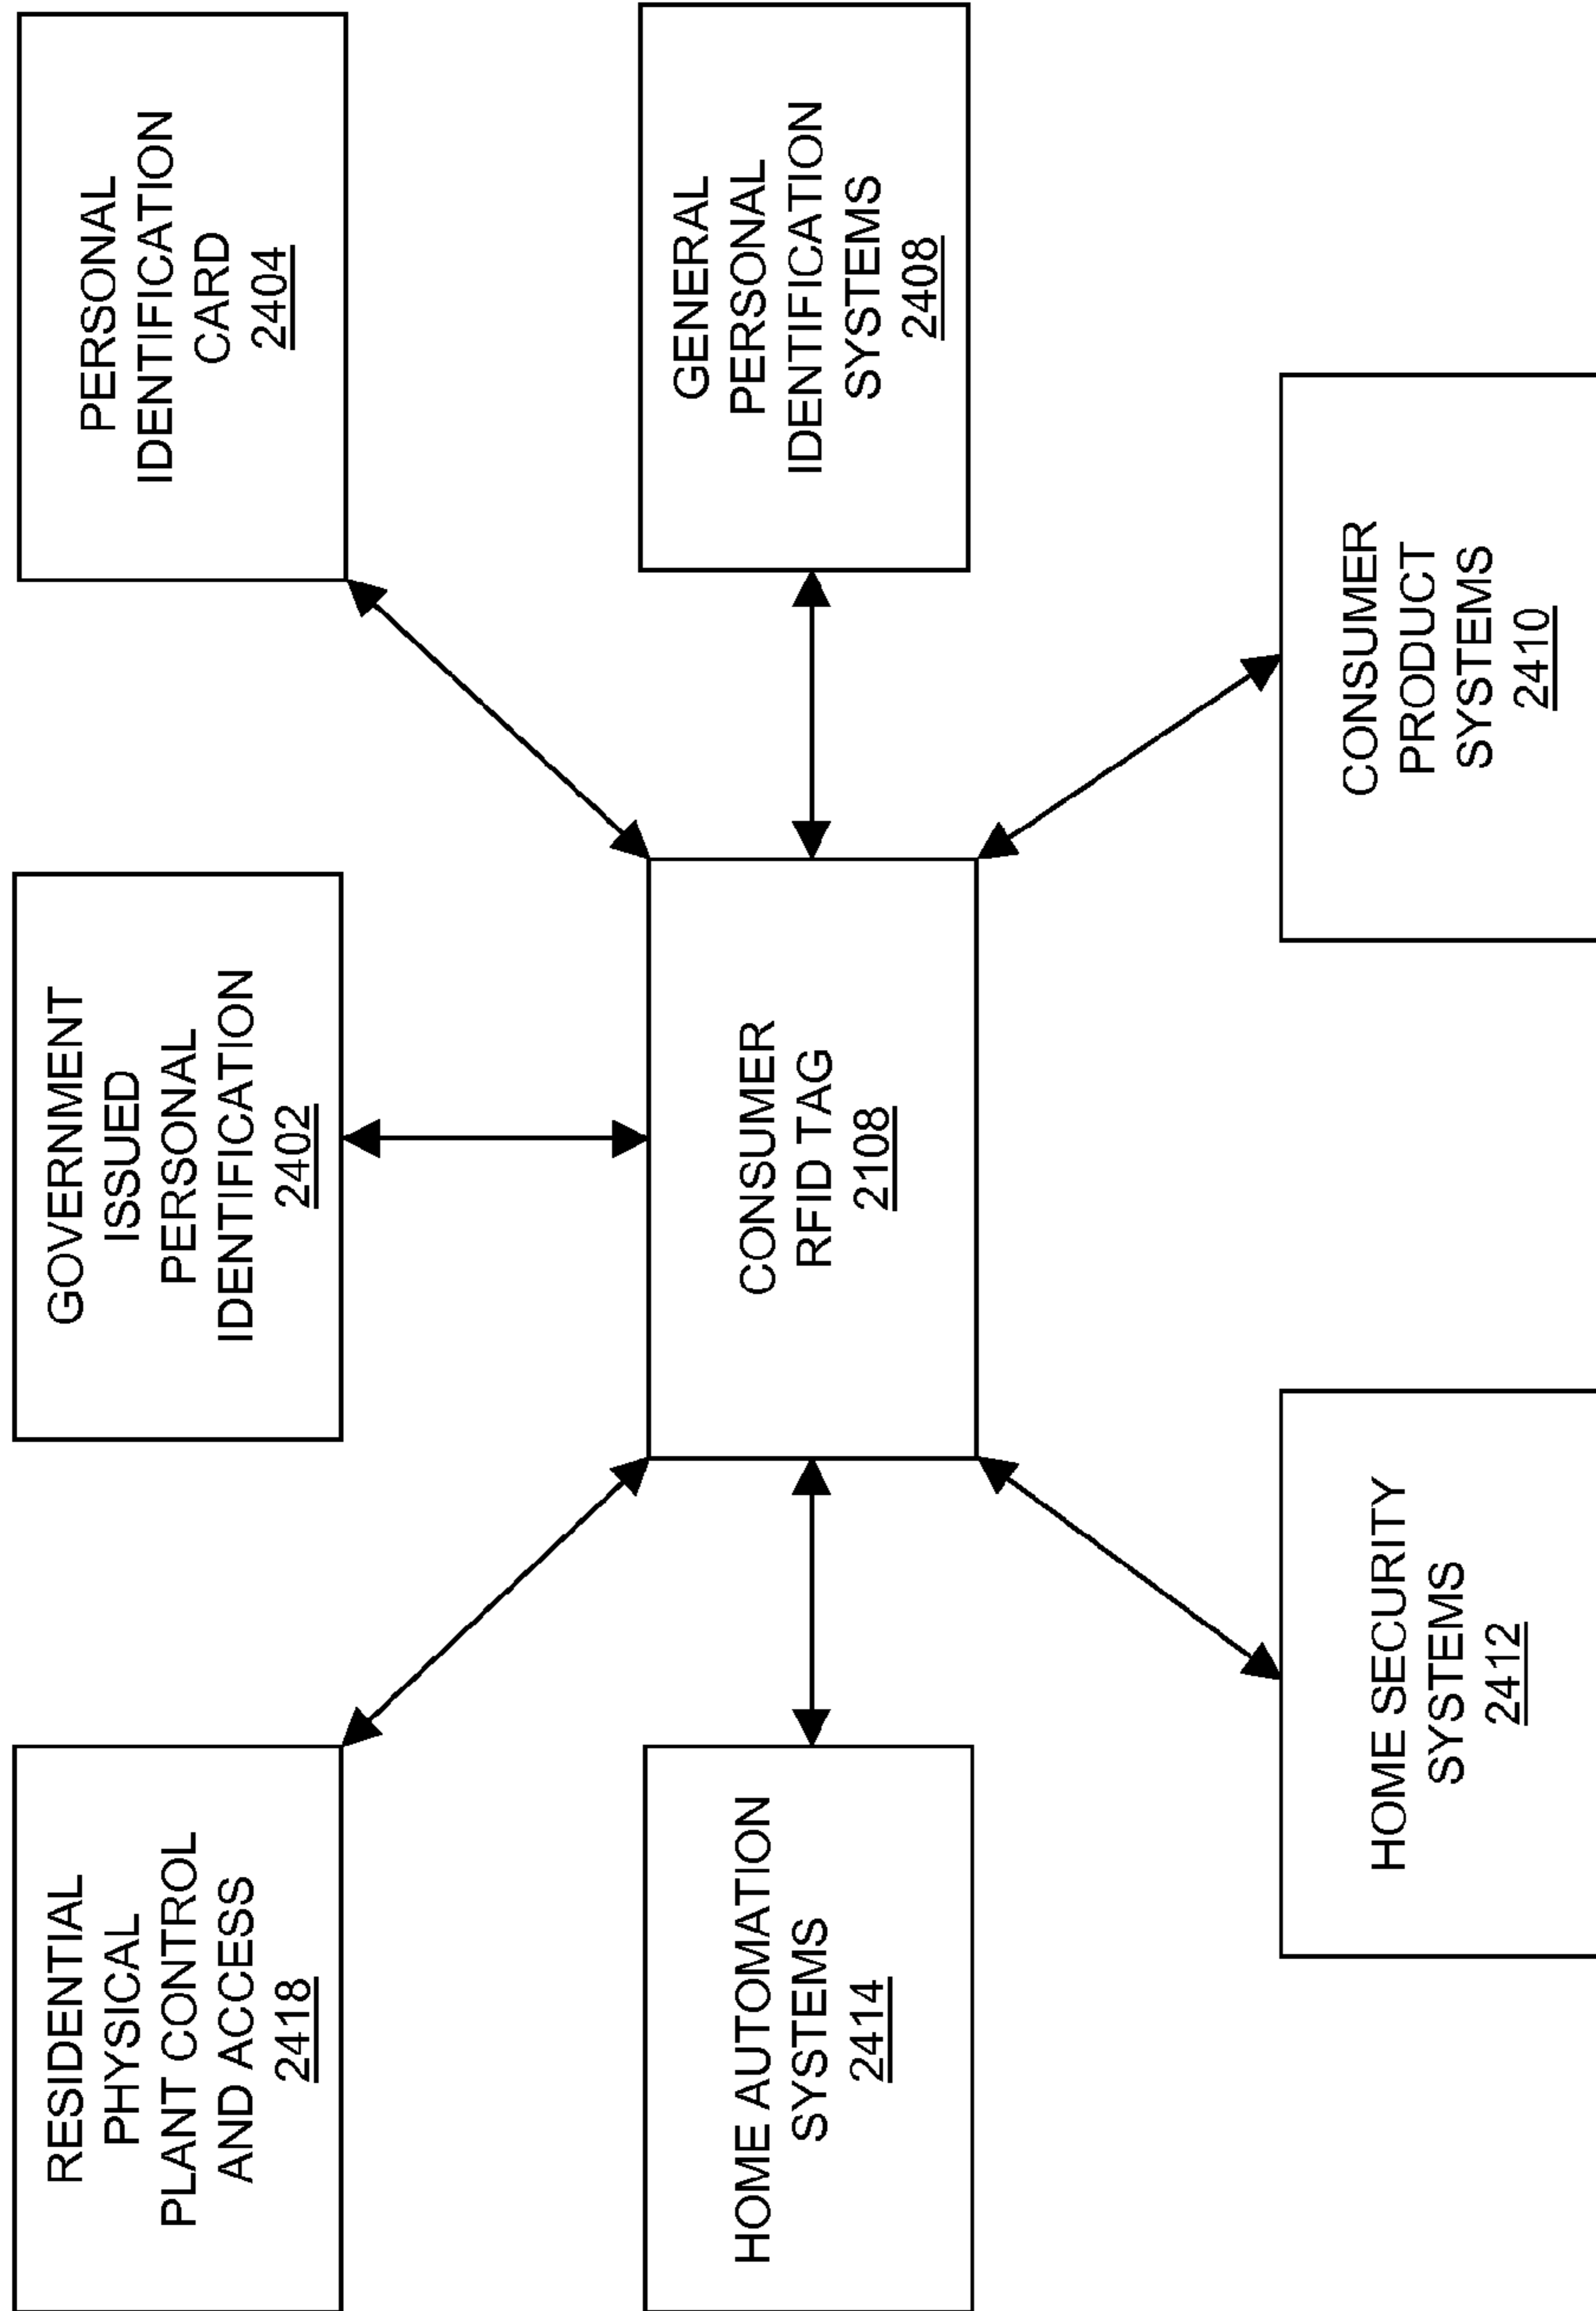 RESIDENTIAL
PHYSICAL
PLANT CONTROL
AND ACCESS
2418
GOVERNMENT
ISSUED
PERSONAL
IDENTIFICATION
2402
PERSONAL
IDENTIFICATION
CARD
2404
HOME AUTOMATION
SYSTEMS
2414
CONSUMER
RFID TAG
2108
GENERAL
PERSONAL
IDENTIFICATION
SYSTEMS
2408
HOME SECURITY
SYSTEMS
2412
CONSUMER
PRODUCT
SYSTEMS
2410